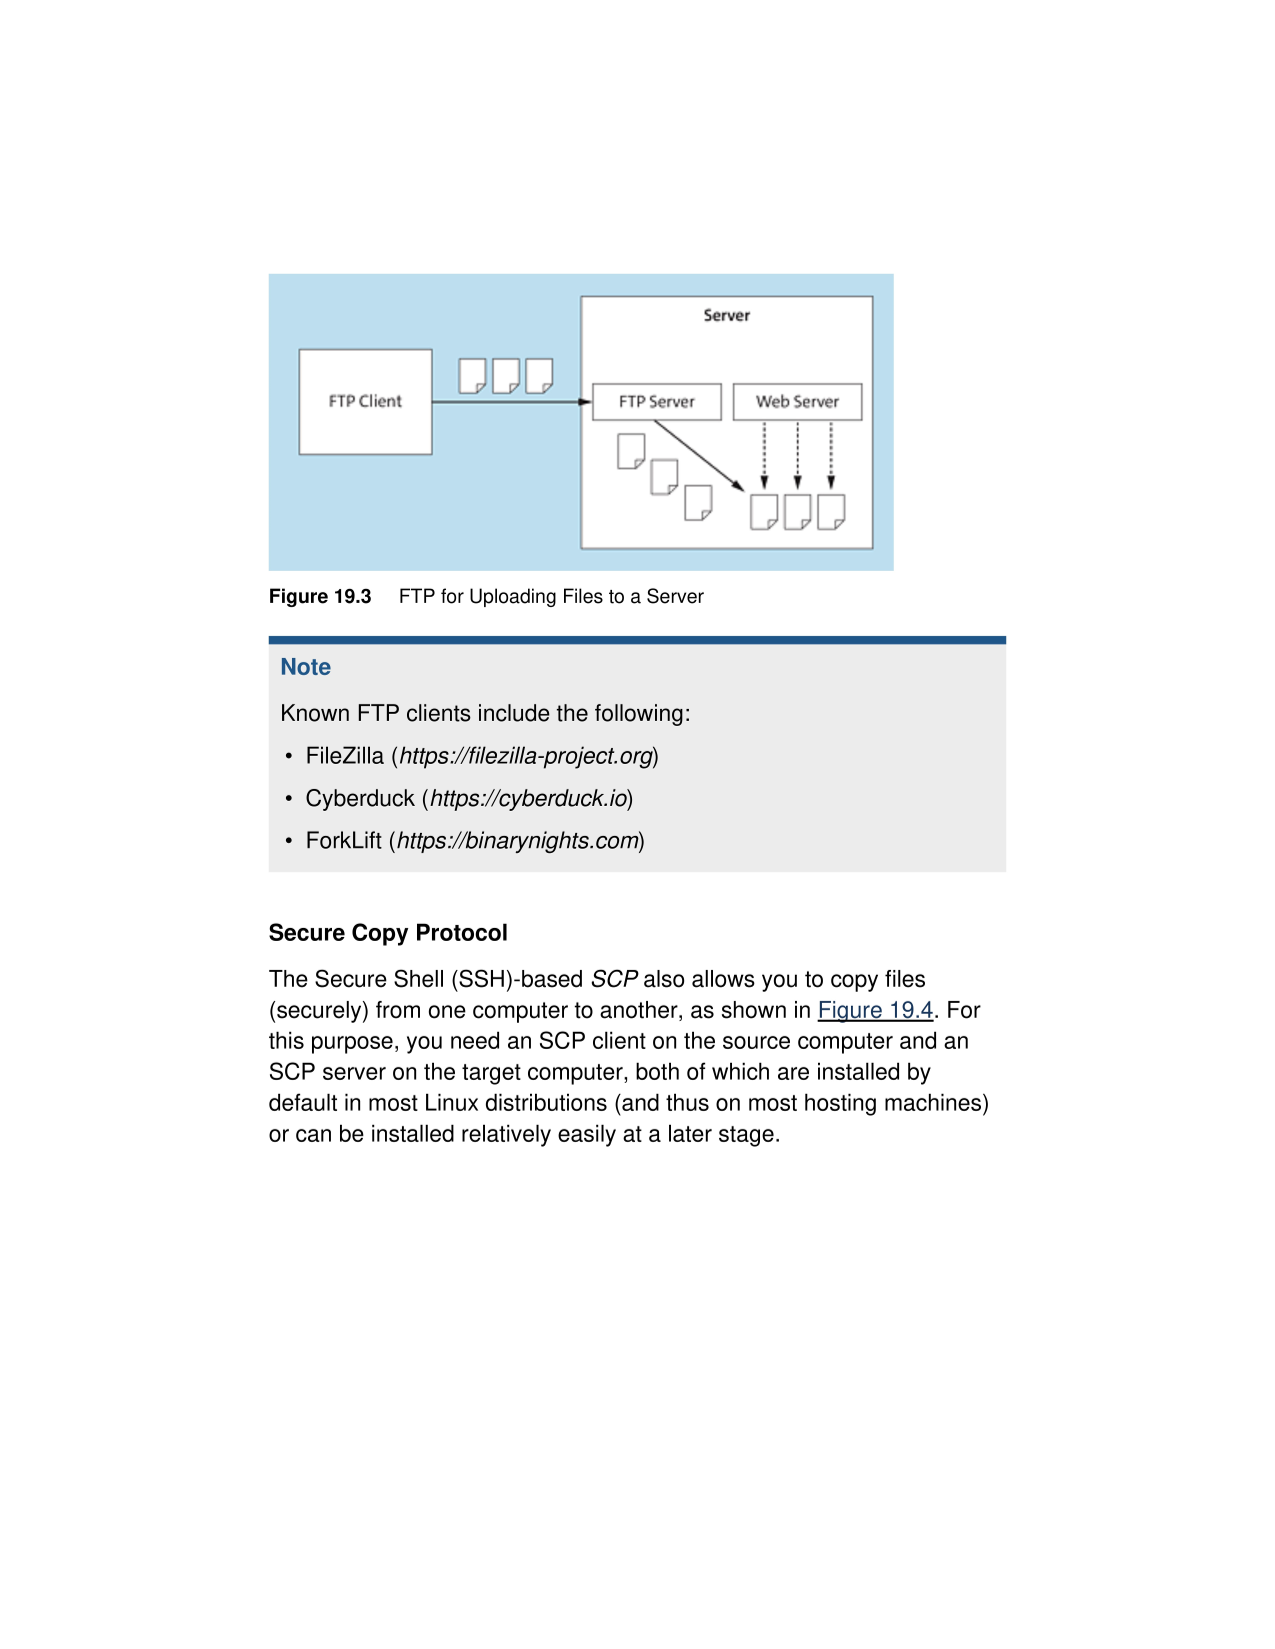 Server
FTP Client
FTP Server
Web Server
Figure 19.3 FTP for Uploading Files to a Server
Note
Known FTP clients include the following:
• FileZilla (https://filezilla-project.org)
• Cyberduck (https://cyberduck.io)
• ForkLift (https://binarynights.com)
Secure Copy Protocol
The Secure Shell (SSH)-based SCP also allows you to copy files
(securely) from one computer to another, as shown in Figure 19.4. For
this purpose, you need an SCP client on the source computer and an
SCP server on the target computer, both of which are installed by
default in most Linux distributions (and thus on most hosting machines)
or can be installed relatively easily at a later stage.